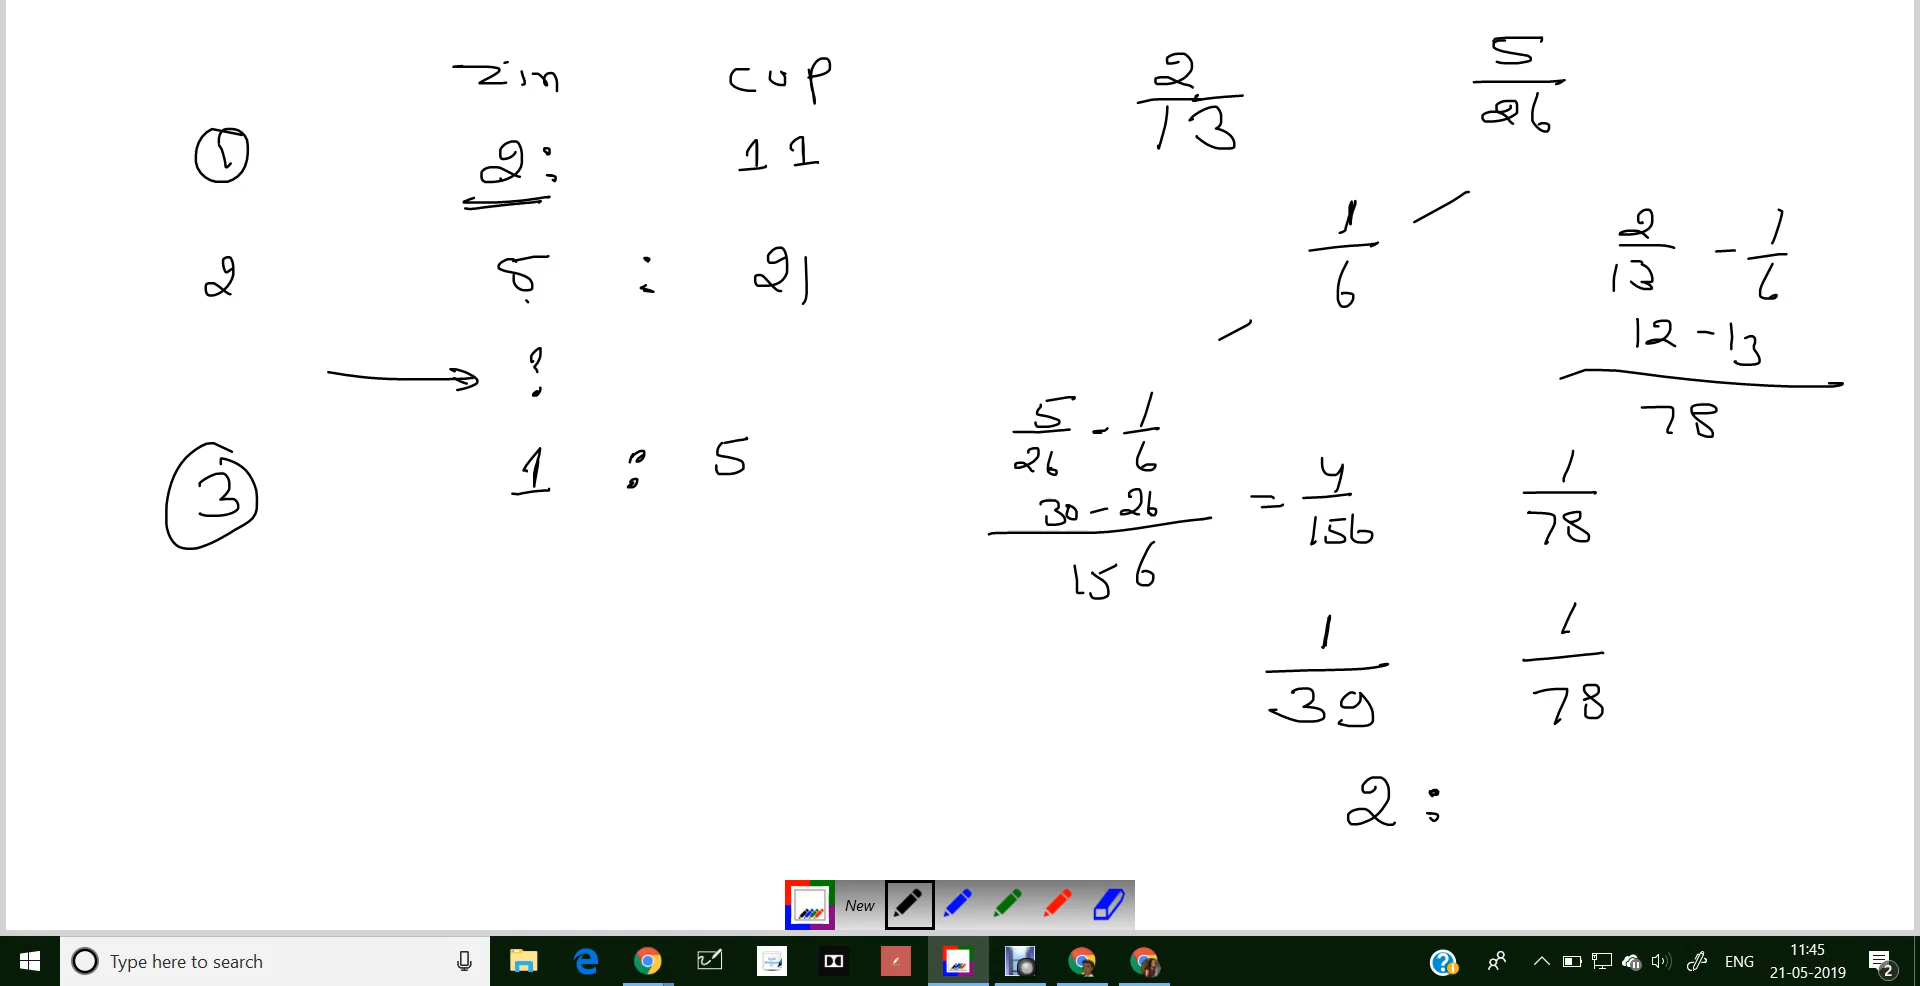 Zin cup
① 2: 11
2 5 : 21
?
③ 1 : 5
2/13 5/26
1/6
2/13 - 1/6
12 - 13
78
5/26 - 1/6
30 - 26
156
= 4/156 1/78
1/39 1/78
2 :
New
Type here to search
ENG
11:45
21-05-2019
2